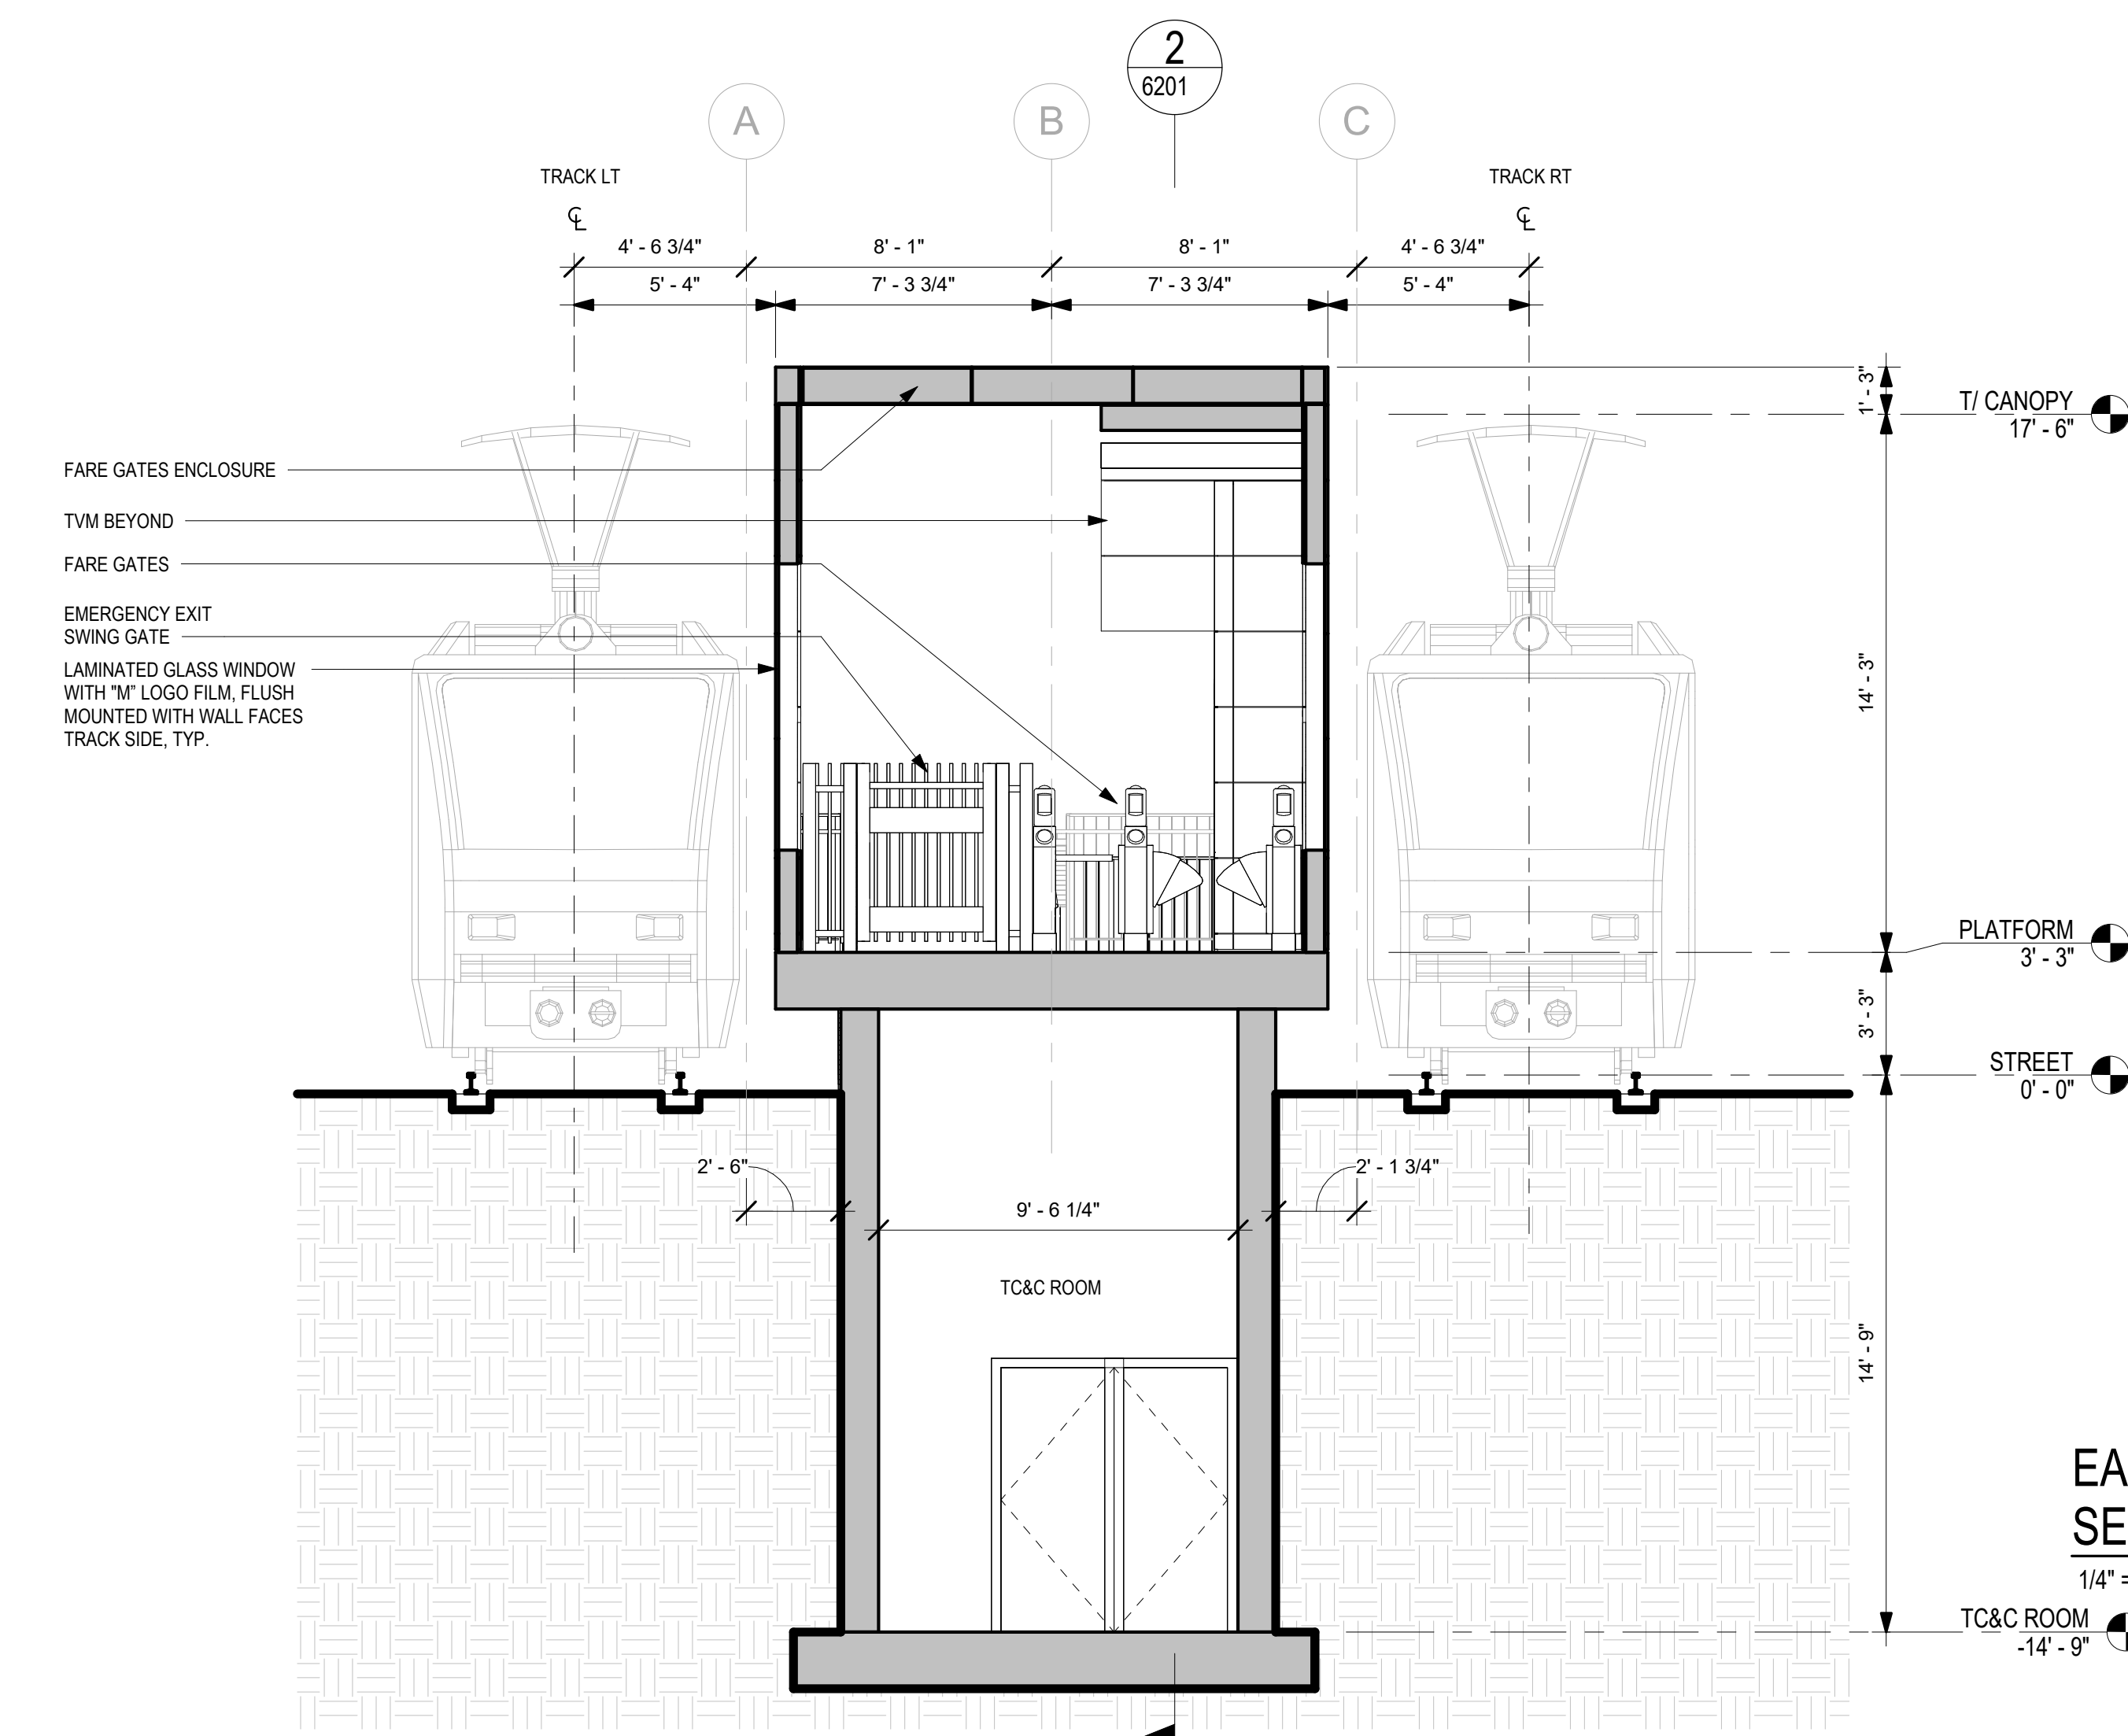 2
6201
A
B
C
TRACK LT
TRACK RT
4' - 6 3/4"
8' - 1"
8' - 1"
4' - 6 3/4"
5' - 4"
7' - 3 3/4"
7' - 3 3/4"
5' - 4"
1' - 3"
T/ CANOPY
17' - 6"
FARE GATES ENCLOSURE
TVM BEYOND
FARE GATES
EMERGENCY EXIT
SWING GATE
LAMINATED GLASS WINDOW
WITH "M" LOGO FILM, FLUSH
MOUNTED WITH WALL FACES
TRACK SIDE, TYP.
14' - 3"
PLATFORM
3' - 3"
3' - 3"
STREET
0' - 0"
2' - 6"
2' - 1 3/4"
9' - 6 1/4"
TC&C ROOM
14' - 9"
EA
SE
1/4" =
TC&C ROOM
-14' - 9"